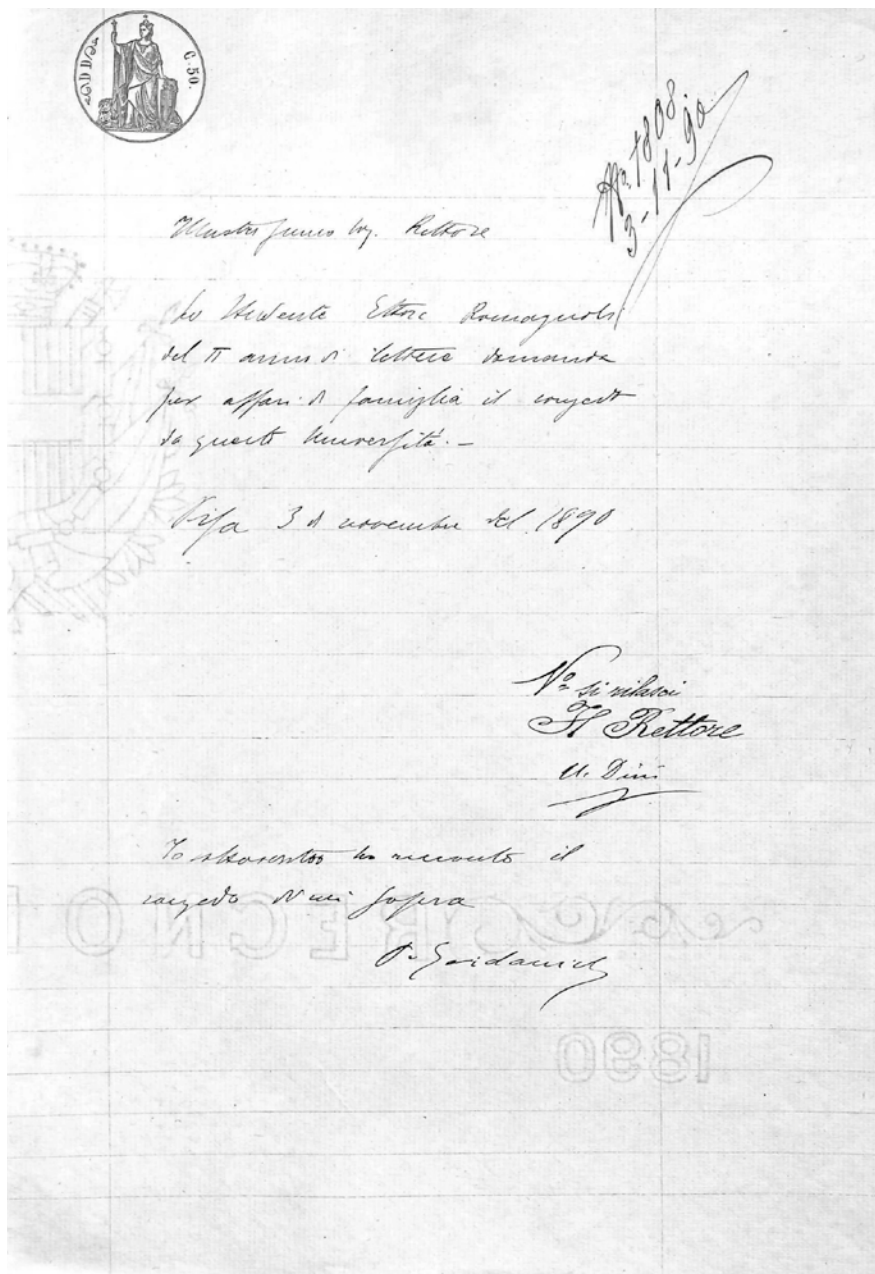 C. 50.
1808
3-11-90
Illustrissimo Sig. Rettore
Lo studente Ettore Romagnoli
del II anno di lettere domanda
per affari di famiglia il congedo
da questa Università. —
Pisa 3 di novembre del 1890
Vo si rilasci
Il Rettore
U. Dini
Io sottoscritto ho ricevuto il
congedo di cui sopra
REGNO
1890